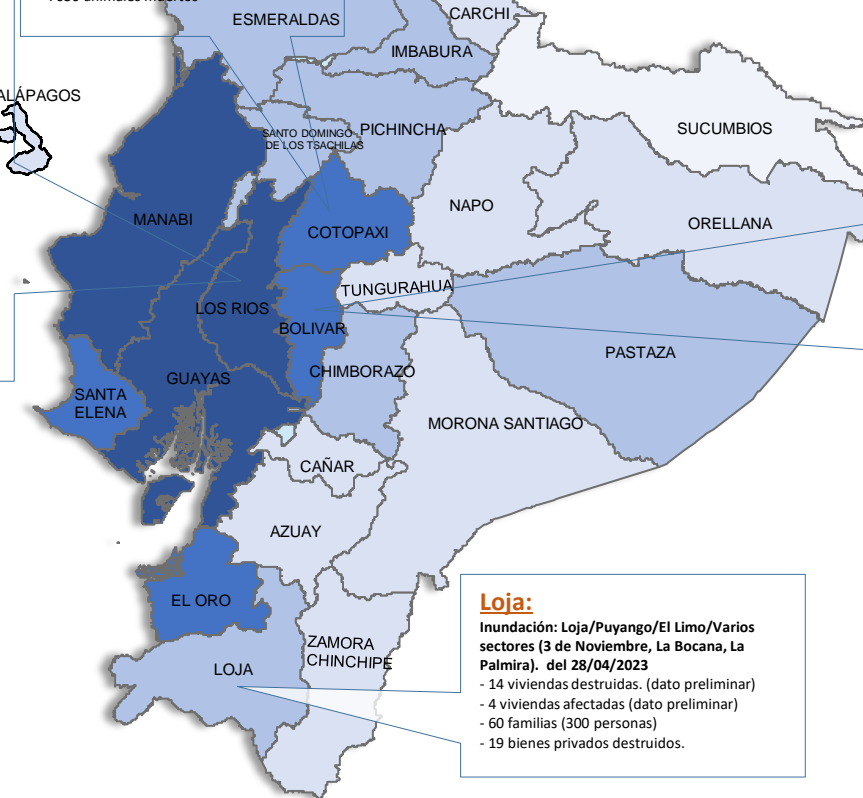 ESMERALDAS
CARCHI
IMBABURA
ALÁPAGOS
SANTO DOMINGO
DE LOS TSACHILAS
PICHINCHA
SUCUMBIOS
MANABI
NAPO
ORELLANA
COTOPAXI
TUNGURAHUA
LOS RIOS
BOLIVAR
PASTAZA
CHIMBORAZO
GUAYAS
SANTA
ELENA
MORONA SANTIAGO
CAÑAR
AZUAY
EL ORO
ZAMORA
CHINCHIPE
LOJA
Loja:
Inundación: Loja/Puyango/El Limo/Varios
sectores (3 de Noviembre, La Bocana, La
Palmira).  del 28/04/2023
- 14 viviendas destruidas. (dato preliminar)
- 4 viviendas afectadas (dato preliminar)
- 60 familias (300 personas)
- 19 bienes privados destruidos.